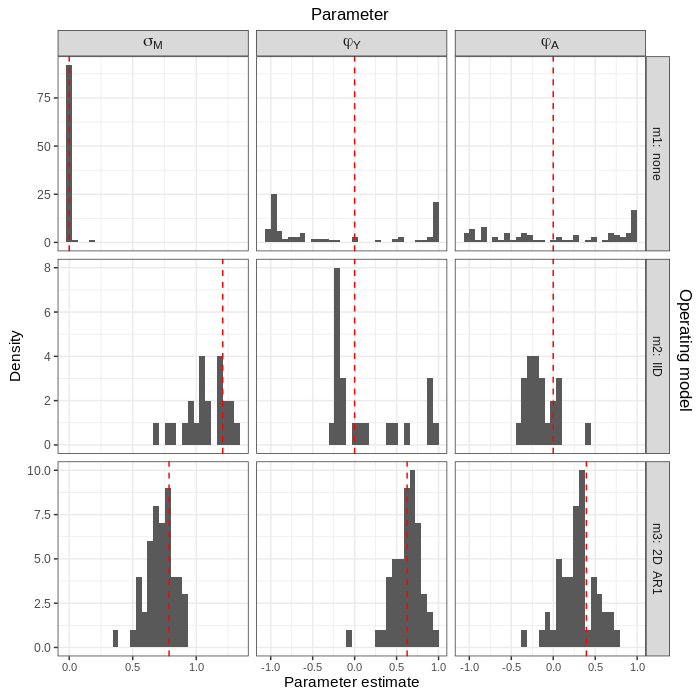 Parameter
σM φY φA
75
50
25
0
m1: none
8
6
4
2
0
m2: IID
10.0
7.5
5.0
2.5
0.0
m3: 2D AR1
Density
Operating model
0.0 0.5 1.0 -1.0 -0.5 0.0 0.5 1.0 -1.0 -0.5 0.0 0.5 1.0
Parameter estimate